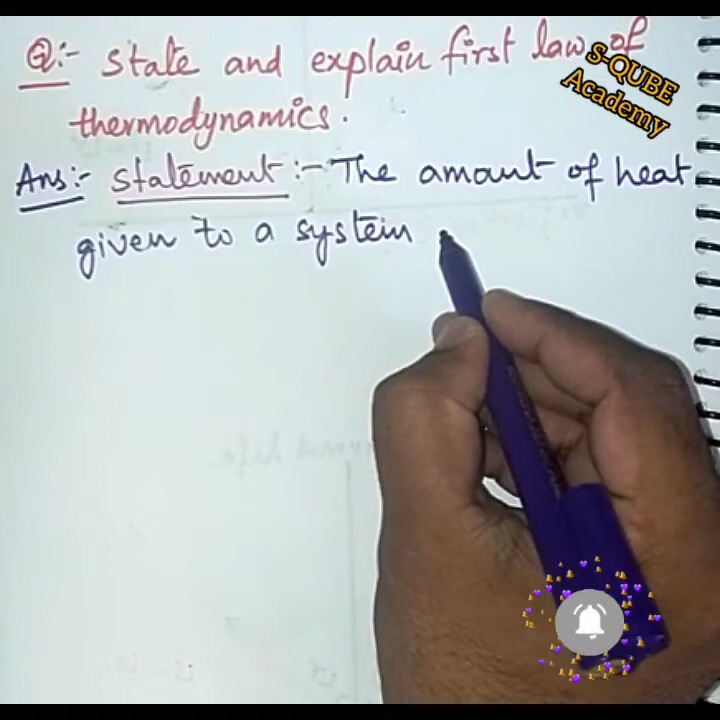 Q:- State and explain first law of
thermodynamics.
Ans:- Statement :- The amount of heat
given to a system
S-QUBE
Academy